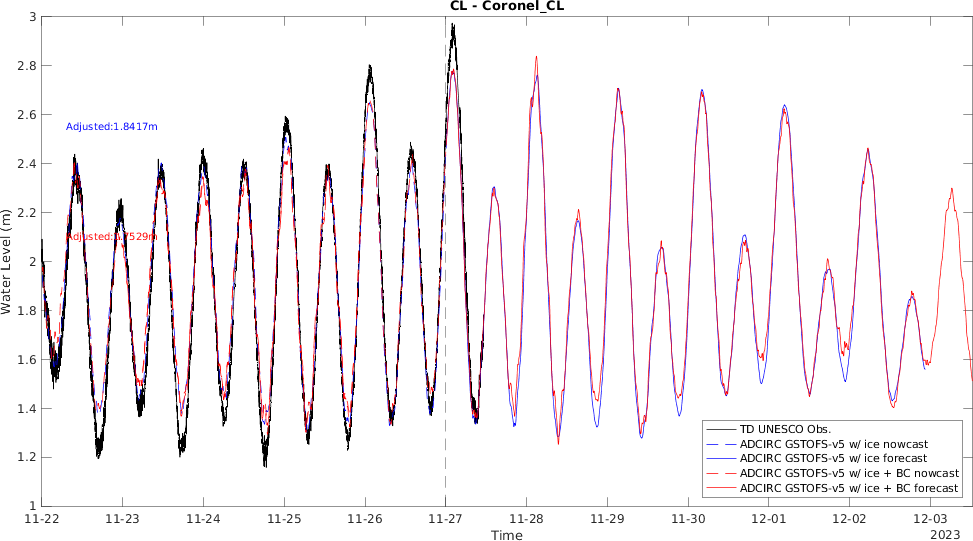 CL - Coronel_CL
3
2.8
2.6
2.4
2.2
2
1.8
1.6
1.4
1.2
1
Water Level (m)
Adjusted:1.8417m
11-22
11-23
11-24
11-25
11-26
11-27
11-28
11-29
11-30
12-01
12-02
12-03
2023
Time
TD UNESCO Obs.
ADCIRC GSTOFS-v5 w/ ice nowcast
ADCIRC GSTOFS-v5 w/ ice forecast
ADCIRC GSTOFS-v5 w/ ice + BC nowcast
ADCIRC GSTOFS-v5 w/ ice + BC forecast